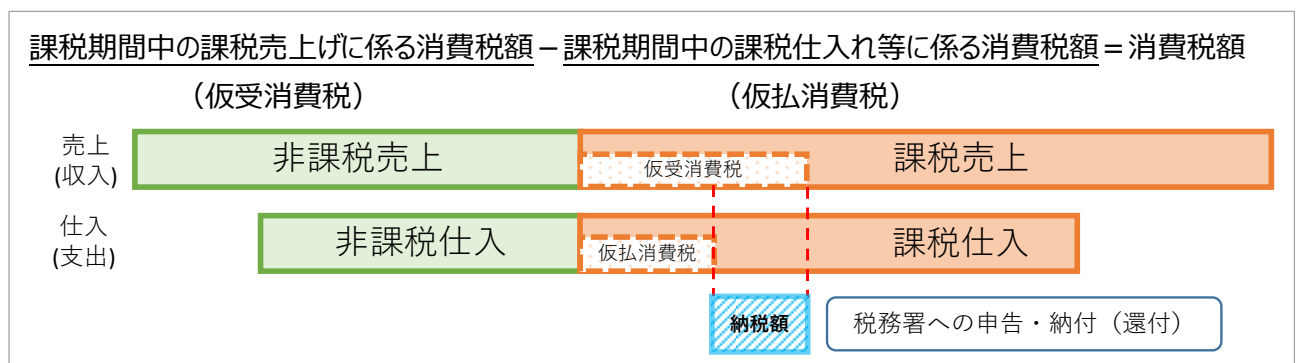 課税期間中の課税売上げに係る消費税額－課税期間中の課税仕入れ等に係る消費税額＝消費税額
（仮受消費税）　（仮払消費税）
売上
(収入)
非課税売上
仮受消費税
課税売上
仕入
(支出)
非課税仕入
仮払消費税
課税仕入
納税額
税務署への申告・納付（還付）